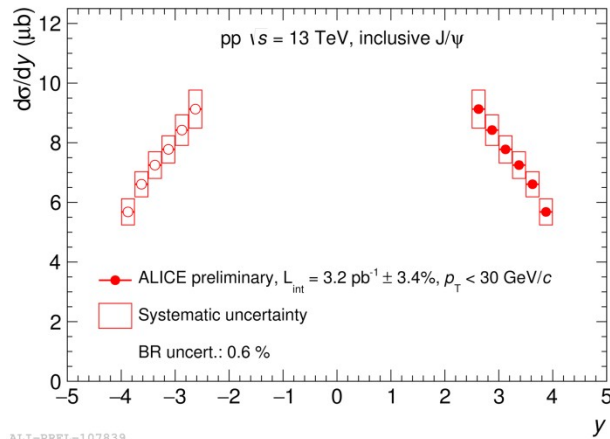 pp √s = 13 TeV, inclusive J/ψ
dσ/dy (μb)
12
10
8
6
4
2
0
ALICE preliminary, L_int = 3.2 pb⁻¹ ± 3.4%, p_T < 30 GeV/c
Systematic uncertainty
BR uncert.: 0.6 %
−5 −4 −3 −2 −1 0 1 2 3 4 5
y
ALI-PREL-107839